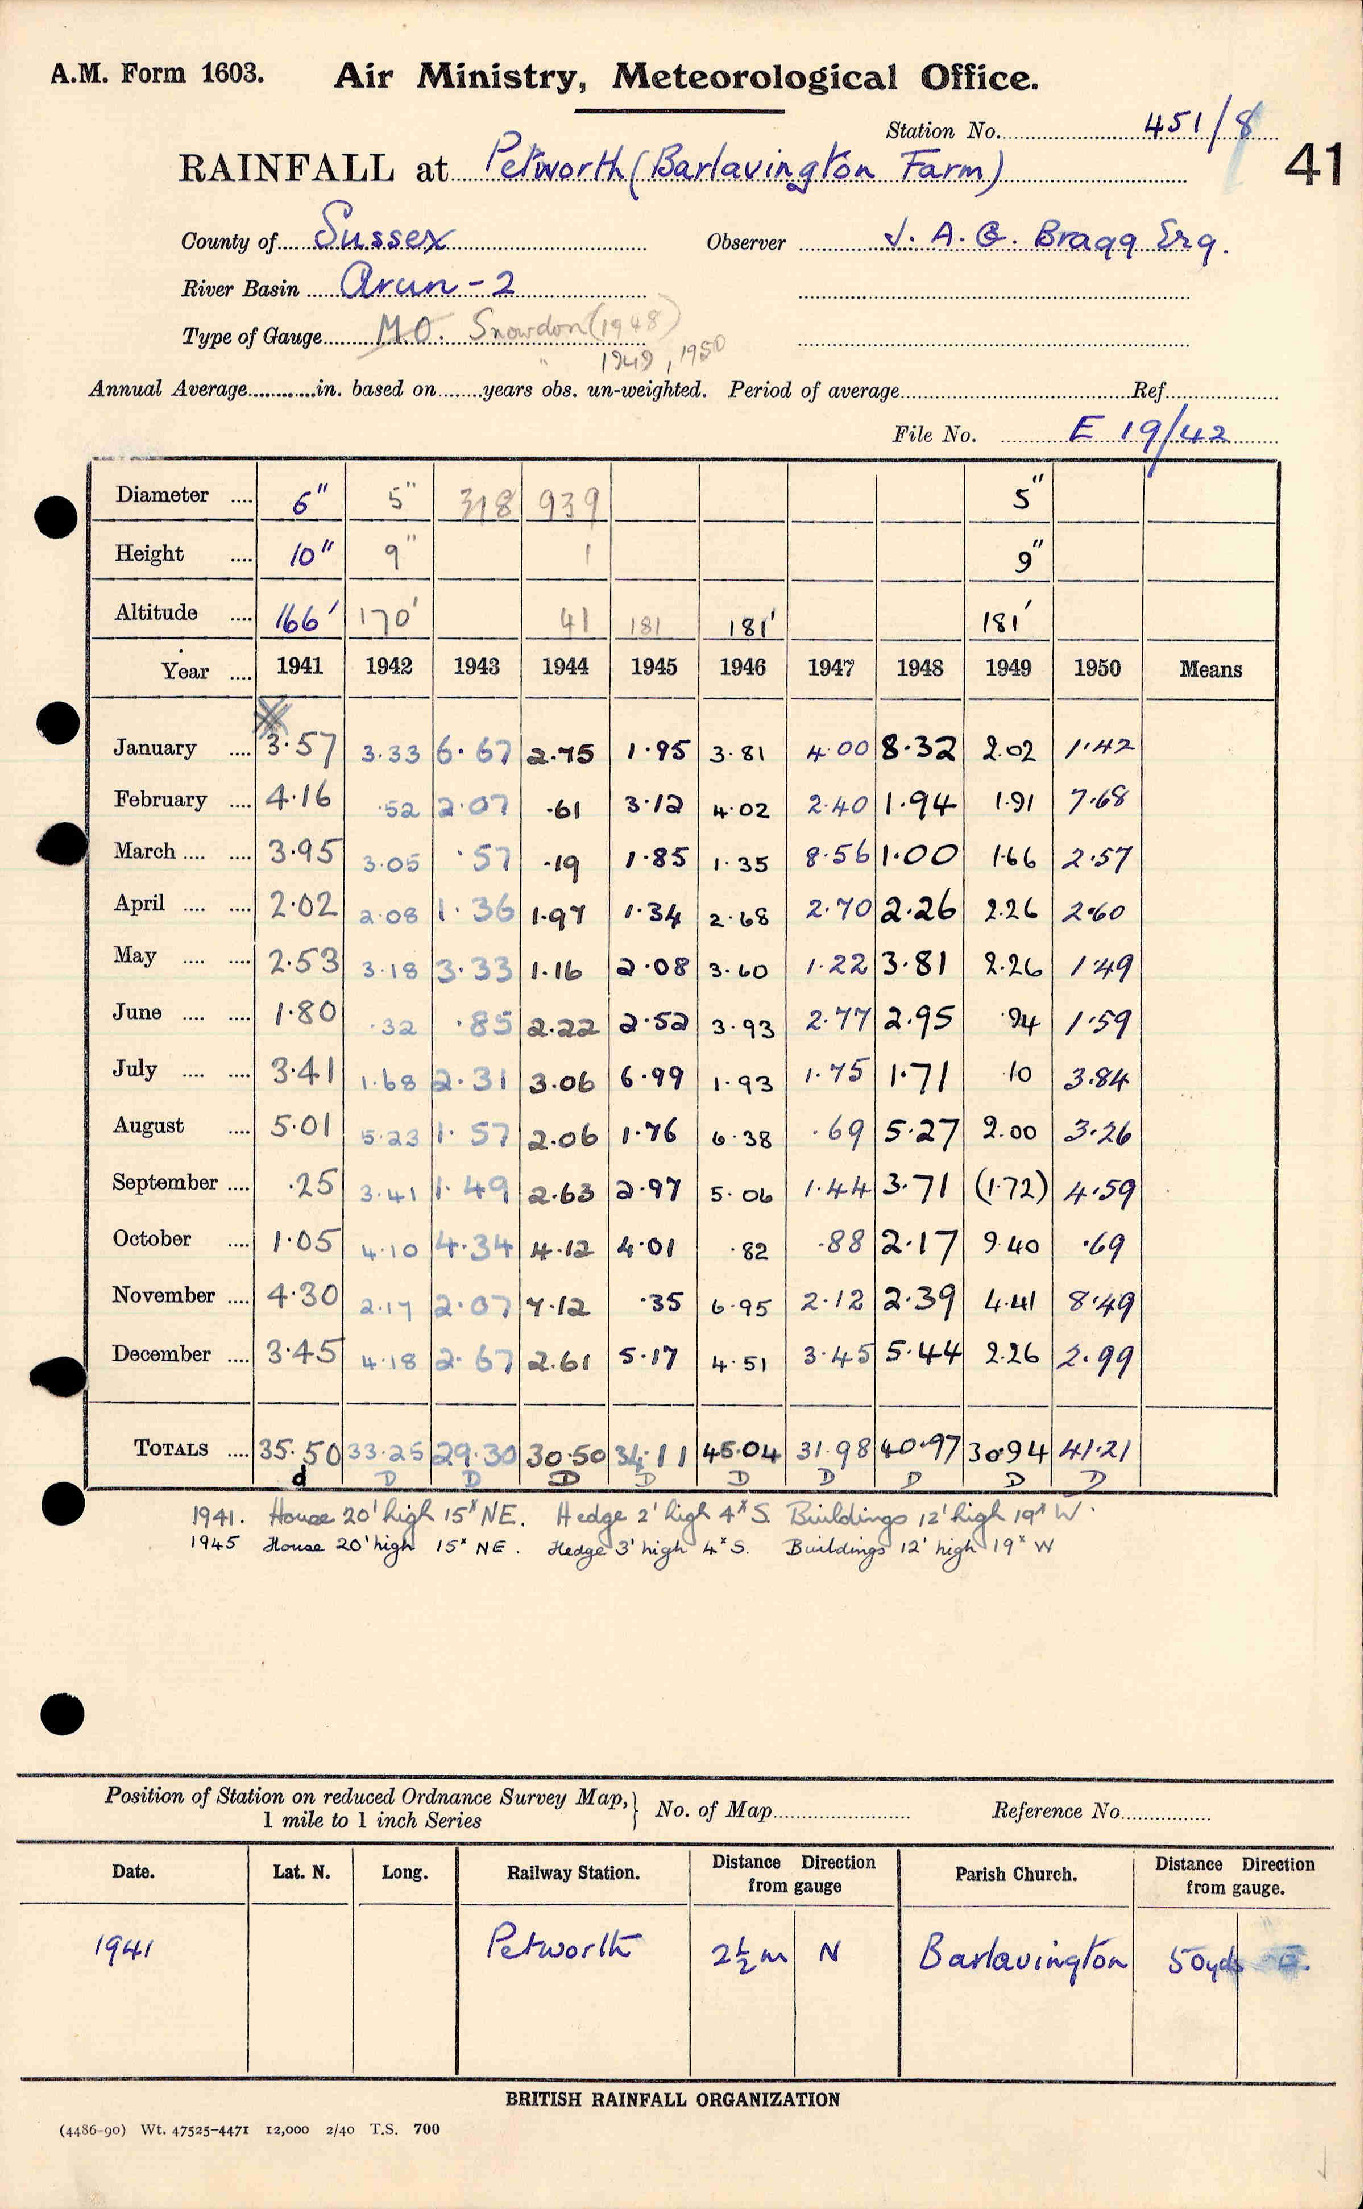 A.M. Form 1603. Air Ministry, Meteorological Office.
Station No. 451/8
41
RAINFALL at Petworth (Barlavington Farm)
County of Sussex Observer J. A. G. Bragg Esq.
River Basin Arun - 2
Type of Gauge M.O. Snowdon (1948)
" 1949, 1950
Annual Average in. based on years obs. un-weighted. Period of average Ref
File No. E 19/42
Diameter 6" 5" 318 939 5"
Height 10" 9" 1 9"
Altitude 166' 170' 41 181 181' 181'
Year 1941 1942 1943 1944 1945 1946 1947 1948 1949 1950 Means
January 3.57 3.33 6.67 2.75 1.95 3.81 4.00 8.32 2.02 1.42
February 4.16 .52 2.07 .61 3.12 4.02 2.40 1.94 1.91 7.68
March 3.95 3.05 .57 .19 1.85 1.35 8.56 1.00 1.66 2.57
April 2.02 2.08 1.36 1.97 1.34 2.68 2.70 2.26 2.26 2.60
May 2.53 3.18 3.33 1.16 2.08 3.60 1.22 3.81 2.26 1.49
June 1.80 .32 .85 2.22 2.52 3.93 2.77 2.95 .94 1.59
July 3.41 1.68 2.31 3.06 6.99 1.93 1.75 1.71 .10 3.84
August 5.01 5.23 1.57 2.06 1.76 6.38 .69 5.27 2.00 3.26
September .25 3.41 1.49 2.63 2.97 5.06 1.44 3.71 (1.72) 4.59
October 1.05 4.10 4.34 4.12 4.01 .82 .88 2.17 9.40 .69
November 4.30 2.17 2.07 7.12 .35 6.95 2.12 2.39 4.41 8.49
December 3.45 4.18 2.67 2.61 5.17 4.51 3.45 5.44 2.26 2.99
TOTALS 35.50 33.25 29.30 30.50 34.11 45.04 31.98 40.97 30.94 41.21
d D D D D D D D D D
1941. House 20' high 15x NE. Hedge 2' high 4x S. Buildings 12' high 19x W.
1945 House 20' high 15x NE. Hedge 3' high 4x S. Buildings 12' high 19x W
Position of Station on reduced Ordnance Survey Map, 1 mile to 1 inch Series } No. of Map Reference No
Date. Lat. N. Long. Railway Station. Distance Direction from gauge Parish Church. Distance Direction from gauge.
1941 Petworth 2½m N Barlavington 50yds E.
BRITISH RAINFALL ORGANIZATION
(4486-90) Wt. 47525-4471 12,000 2/40 T.S. 700